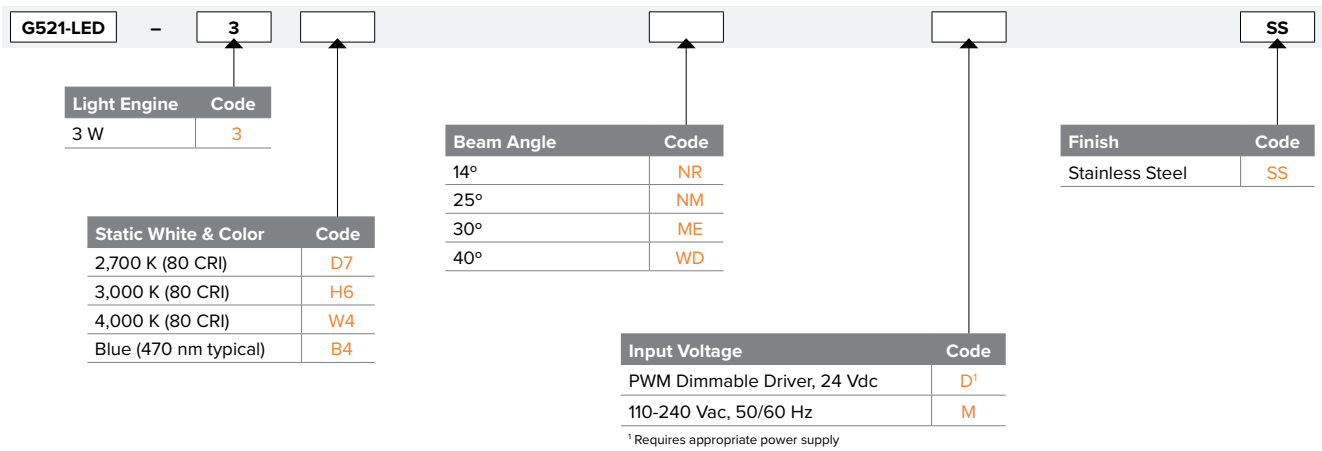 G521-LED – 3 SS
Light Engine Code
3 W 3
Static White & Color Code
2,700 K (80 CRI) D7
3,000 K (80 CRI) H6
4,000 K (80 CRI) W4
Blue (470 nm typical) B4
Beam Angle Code
14º NR
25º NM
30º ME
40º WD
Input Voltage Code
PWM Dimmable Driver, 24 Vdc D¹
110-240 Vac, 50/60 Hz M
¹ Requires appropriate power supply
Finish Code
Stainless Steel SS